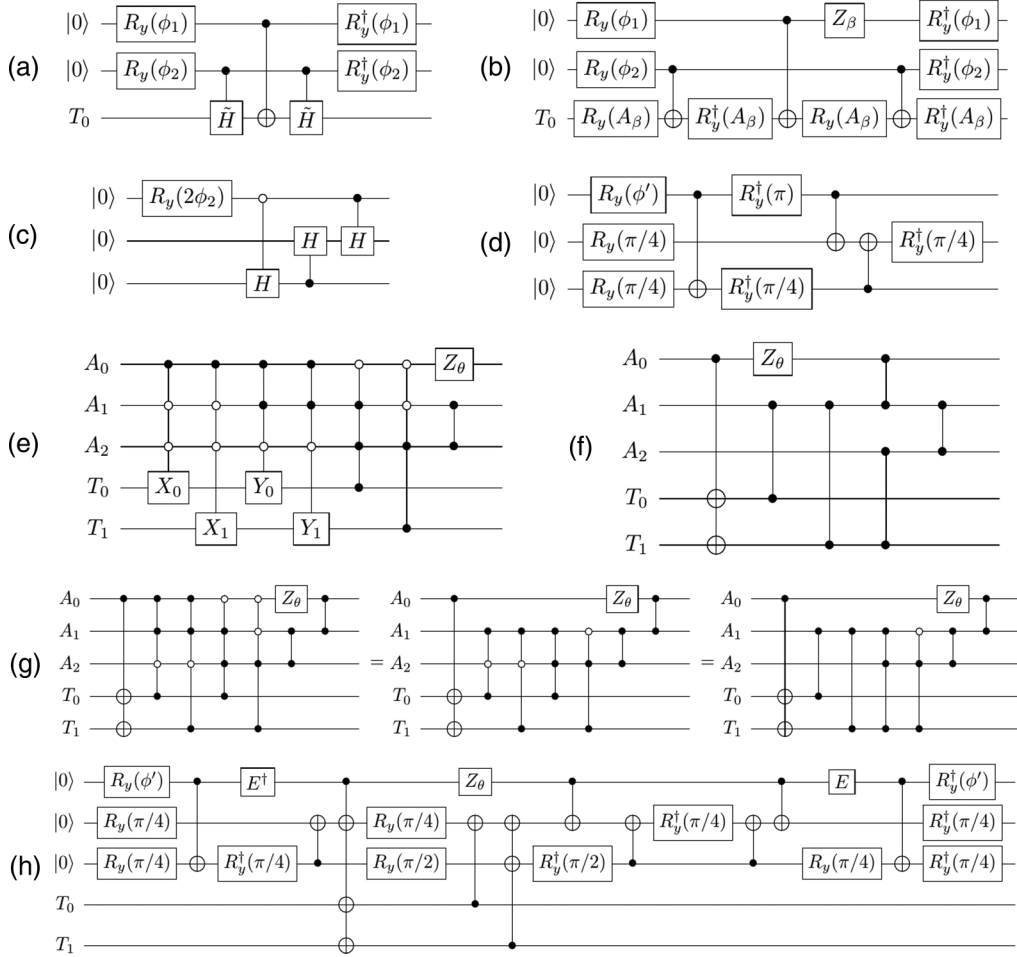 (a)
|0⟩ R_y(ϕ_1) R_y^†(ϕ_1)
|0⟩ R_y(ϕ_2) R_y^†(ϕ_2)
T_0 H̃ H̃
(b)
|0⟩ R_y(ϕ_1) Z_β R_y^†(ϕ_1)
|0⟩ R_y(ϕ_2) R_y^†(ϕ_2)
T_0 R_y(A_β) R_y^†(A_β) R_y(A_β) R_y^†(A_β)
(c)
|0⟩ R_y(2ϕ_2)
|0⟩ H H
|0⟩ H
(d)
|0⟩ R_y(ϕ′) R_y^†(π)
|0⟩ R_y(π/4) R_y^†(π/4)
|0⟩ R_y(π/4) R_y^†(π/4)
(e)
A_0 Z_θ
A_1
A_2
T_0 X_0 Y_0
T_1 X_1 Y_1
(f)
A_0 Z_θ
A_1
A_2
T_0
T_1
(g)
A_0 Z_θ A_0 Z_θ A_0 Z_θ
A_1 A_1 A_1
A_2 = A_2 = A_2
T_0 T_0 T_0
T_1 T_1 T_1
(h)
|0⟩ R_y(ϕ′) E^† Z_θ E R_y^†(ϕ′)
|0⟩ R_y(π/4) R_y(π/4) R_y^†(π/4) R_y^†(π/4)
|0⟩ R_y(π/4) R_y^†(π/4) R_y(π/2) R_y^†(π/2) R_y(π/4) R_y^†(π/4)
T_0
T_1